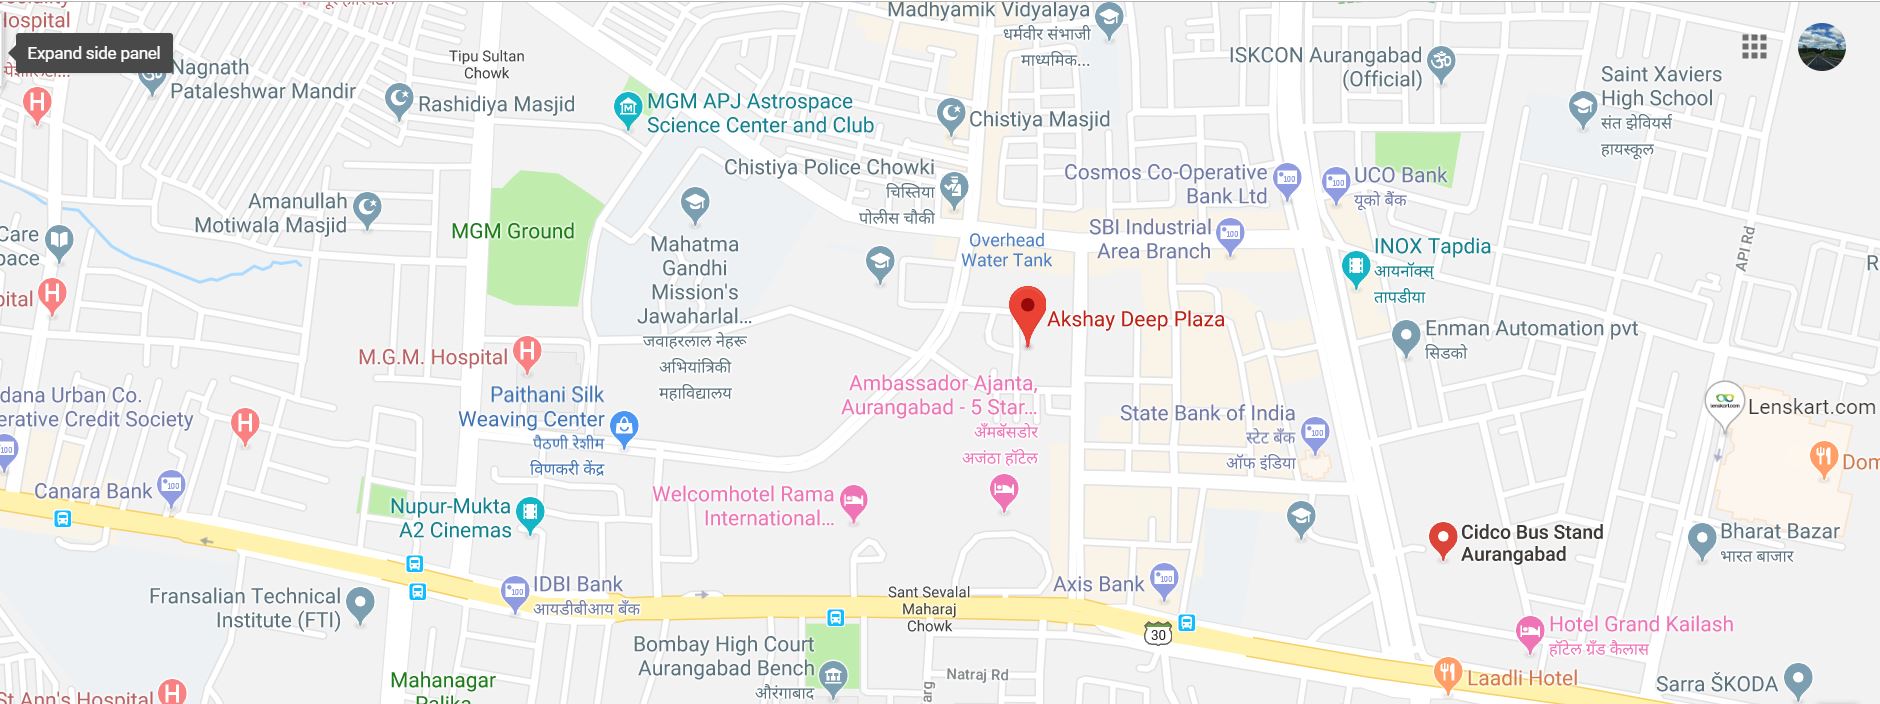 Hospital
Expand side panel
Nagnath
Pataleshwar Mandir
Tipu Sultan
Chowk
Rashidiya Masjid
MGM APJ Astrospace
Science Center and Club
Madhyamik Vidyalaya
धर्मवीर संभाजी
माध्यमिक...
Chistiya Masjid
ISKCON Aurangabad
(Official)
Saint Xaviers
High School
संत झेवियर्स
हायस्कूल
Chistiya Police Chowki
चिस्तिया
पोलीस चौकी
Cosmos Co-Operative
Bank Ltd
UCO Bank
यूको बैंक
Amanullah
Motiwala Masjid
MGM Ground
Mahatma
Gandhi
Mission's
Jawaharlal...
जवाहरलाल नेहरू
अभियांत्रिकी
महाविद्यालय
Overhead
Water Tank
SBI Industrial
Area Branch
INOX Tapdia
आयनॉक्स्
तापडीया
API Rd
Care
pace
pital
Akshay Deep Plaza
Enman Automation pvt
सिडको
M.G.M. Hospital
Paithani Silk
Weaving Center
पैठणी रेशीम
विणकरी केंद्र
Ambassador Ajanta,
Aurangabad - 5 Star...
अँमबॅसडोर
अजंठा हॉटेल
State Bank of India
स्टेट बँक
ऑफ इंडिया
Lenskart.com
Dom
dana Urban Co.
erative Credit Society
Canara Bank
Nupur-Mukta
A2 Cinemas
Welcomhotel Rama
International...
Cidco Bus Stand
Aurangabad
Bharat Bazar
भारत बाजार
Fransalian Technical
Institute (FTI)
IDBI Bank
आयडीबीआय बँक
Sant Sevalal
Maharaj
Chowk
Axis Bank
30
Hotel Grand Kailash
हॉटेल ग्रँड कैलास
Bombay High Court
Aurangabad Bench
औरंगाबाद
Natraj Rd
arg
Laadli Hotel
Sarra ŠKODA
St Ann's Hospital
Mahanagar
Palika